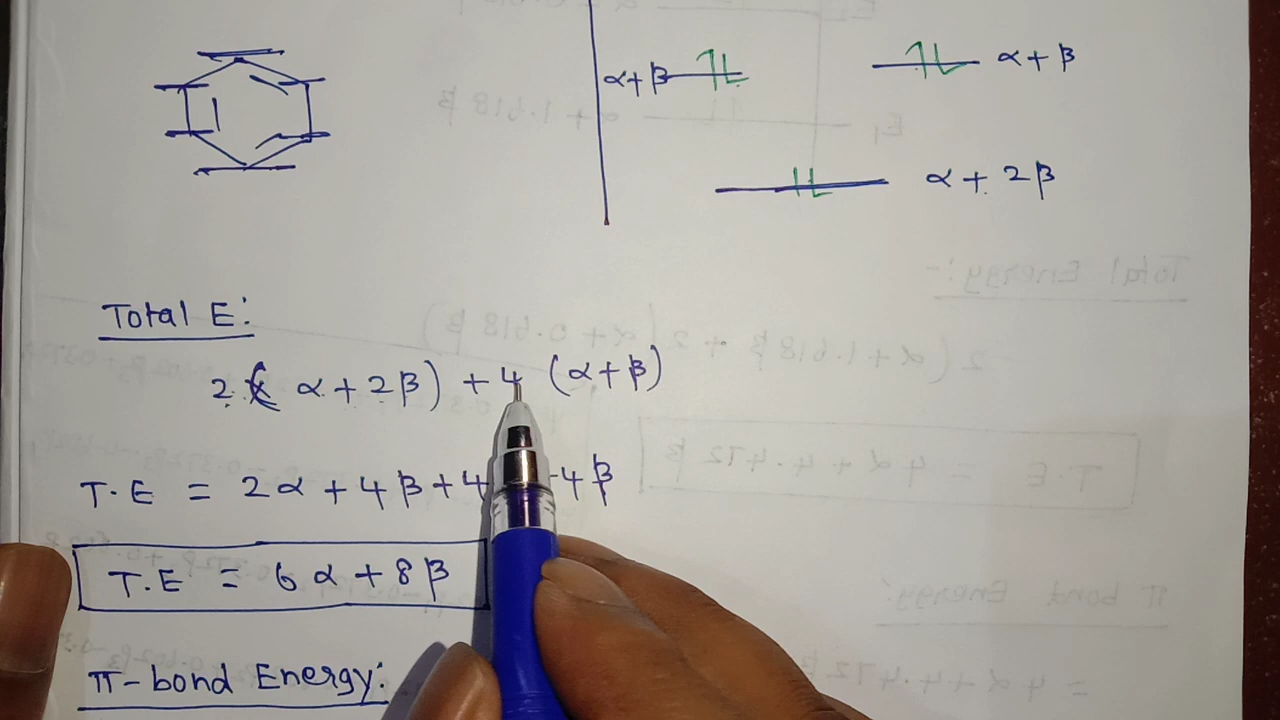 α+β α+β
α + 2β
Total E:
2 ( α + 2β) + 4 (α+β)
T.E = 2α + 4β + 4 4β
T.E = 6α + 8β
π-bond Energy: